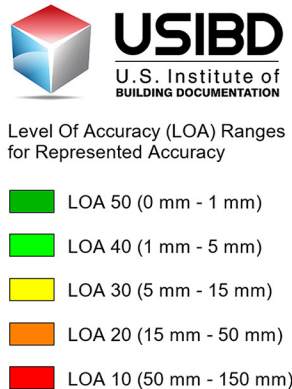 USIBD
U.S. Institute of
BUILDING DOCUMENTATION
Level Of Accuracy (LOA) Ranges
for Represented Accuracy
LOA 50 (0 mm - 1 mm)
LOA 40 (1 mm - 5 mm)
LOA 30 (5 mm - 15 mm)
LOA 20 (15 mm - 50 mm)
LOA 10 (50 mm - 150 mm)